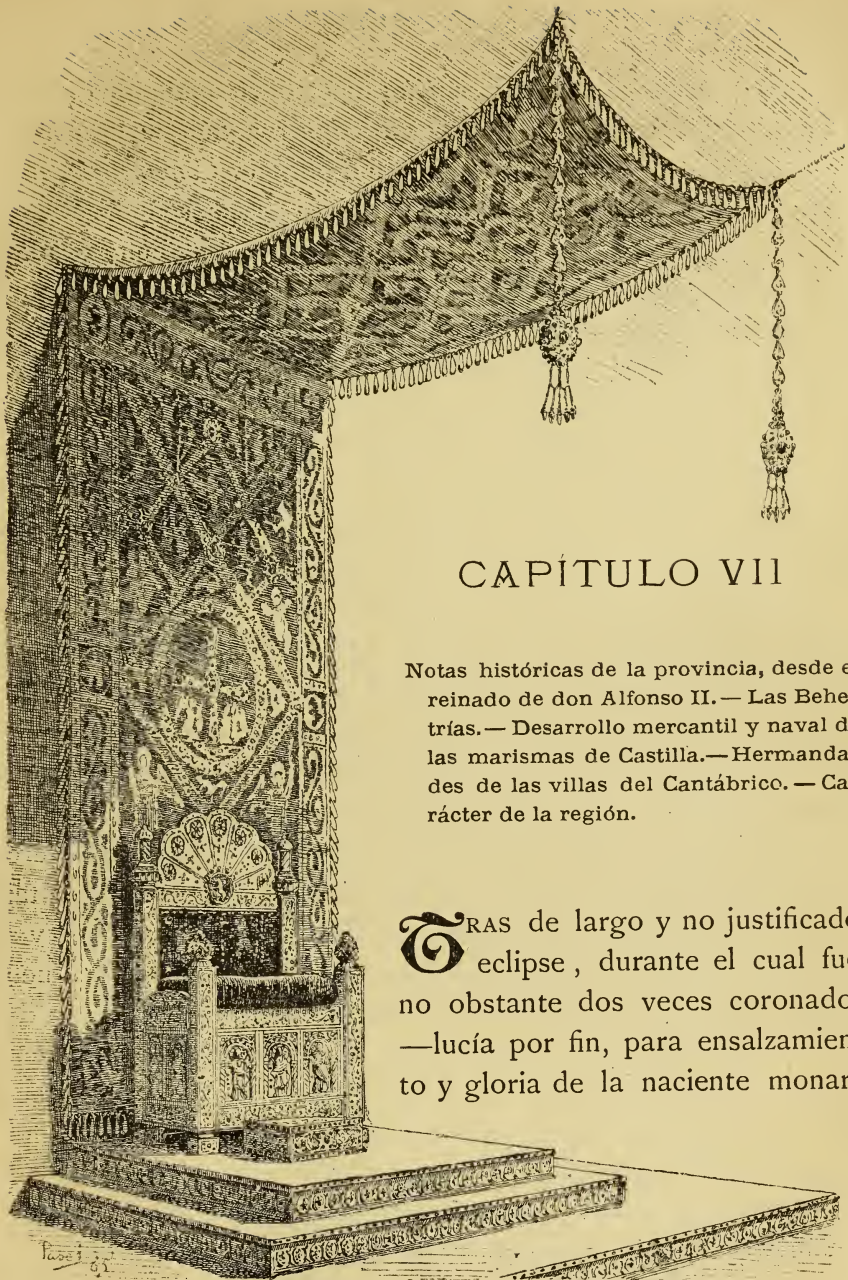 CAPÍTULO VII
Notas históricas de la provincia, desde e
reinado de don Alfonso II. — Las Behe
trías. — Desarrollo mercantil y naval d
las marismas de Castilla.—Hermanda
des de las villas del Cantábrico. — Ca
rácter de la región.
TRAS de largo y no justificado
eclipse, durante el cual fu
no obstante dos veces coronado
—lucía por fin, para ensalzamien
to y gloria de la naciente monar